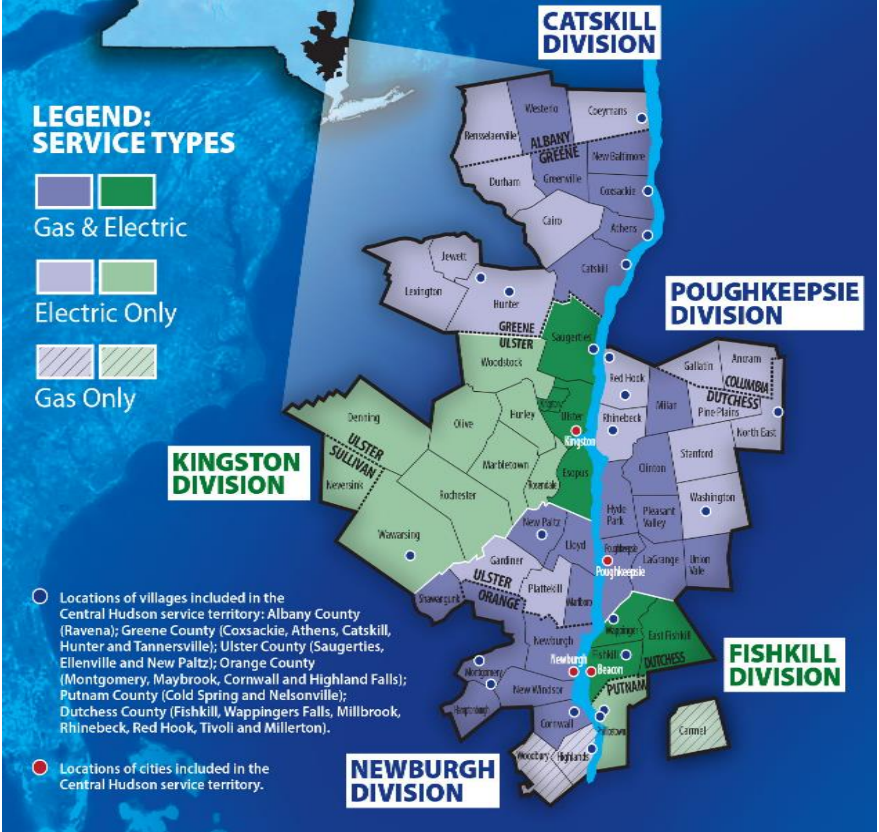 CATSKILL
DIVISION
LEGEND:
SERVICE TYPES
Gas & Electric
Electric Only
Gas Only
Westerlo
Coeymans
Rensselaerville
ALBANY
GREENE
New Baltimore
Durham
Greenville
Coxsackie
Cairo
Athens
Catskill
Jewett
Lexington
Hunter
GREENE
ULSTER
POUGHKEEPSIE
DIVISION
Saugerties
Woodstock
Gallatin
Ancram
Red Hook
COLUMBIA
DUTCHESS
Milan
Pine Plains
Denning
Olive
Hurley
Ulster
Rhinebeck
North East
Kingston
ULSTER
SULLIVAN
KINGSTON
DIVISION
Marbletown
Stanford
Neversink
Rochester
Rosendale
Esopus
Clinton
Washington
Hyde
Park
Pleasant
Valley
Wawarsing
New Paltz
Lloyd
Poughkeepsie
Poughkeepsie
LaGrange
Union
Vale
Gardiner
ULSTER
ORANGE
Plattekill
Marlboro
Shawangunk
Wappinger
East Fishkill
Newburgh
Fishkill
DUTCHESS
Newburgh
Beacon
FISHKILL
DIVISION
Montgomery
New Windsor
PUTNAM
Hamptonburgh
Cornwall
Philipstown
Carmel
Woodbury
Highlands
NEWBURGH
DIVISION
Locations of villages included in the
Central Hudson service territory: Albany County
(Ravena); Greene County (Coxsackie, Athens, Catskill,
Hunter and Tannersville); Ulster County (Saugerties,
Ellenville and New Paltz); Orange County
(Montgomery, Maybrook, Cornwall and Highland Falls);
Putnam County (Cold Spring and Nelsonville);
Dutchess County (Fishkill, Wappingers Falls, Millbrook,
Rhinebeck, Red Hook, Tivoli and Millerton).
Locations of cities included in the
Central Hudson service territory.